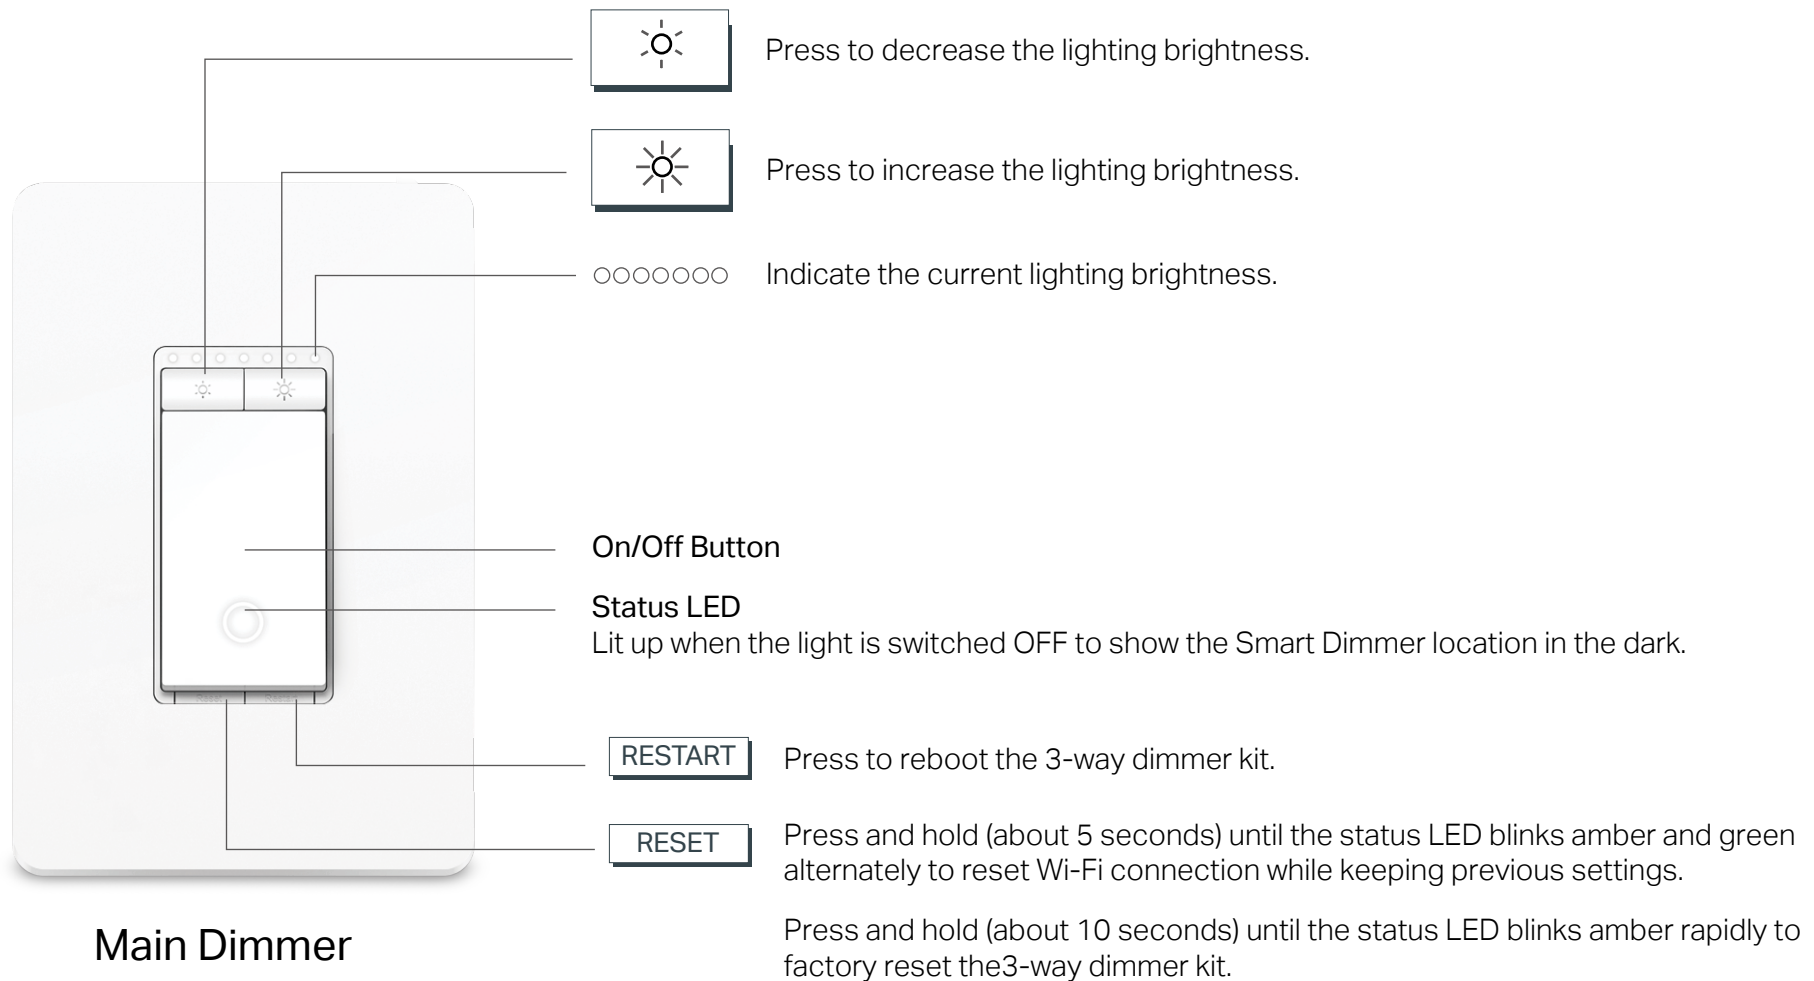 Press to decrease the lighting brightness.
Press to increase the lighting brightness.
Indicate the current lighting brightness.
On/Off Button
Status LED
Lit up when the light is switched OFF to show the Smart Dimmer location in the dark.
Reset Restart
RESTART Press to reboot the 3-way dimmer kit.
RESET Press and hold (about 5 seconds) until the status LED blinks amber and green
alternately to reset Wi-Fi connection while keeping previous settings.
Press and hold (about 10 seconds) until the status LED blinks amber rapidly to
factory reset the3-way dimmer kit.
Main Dimmer